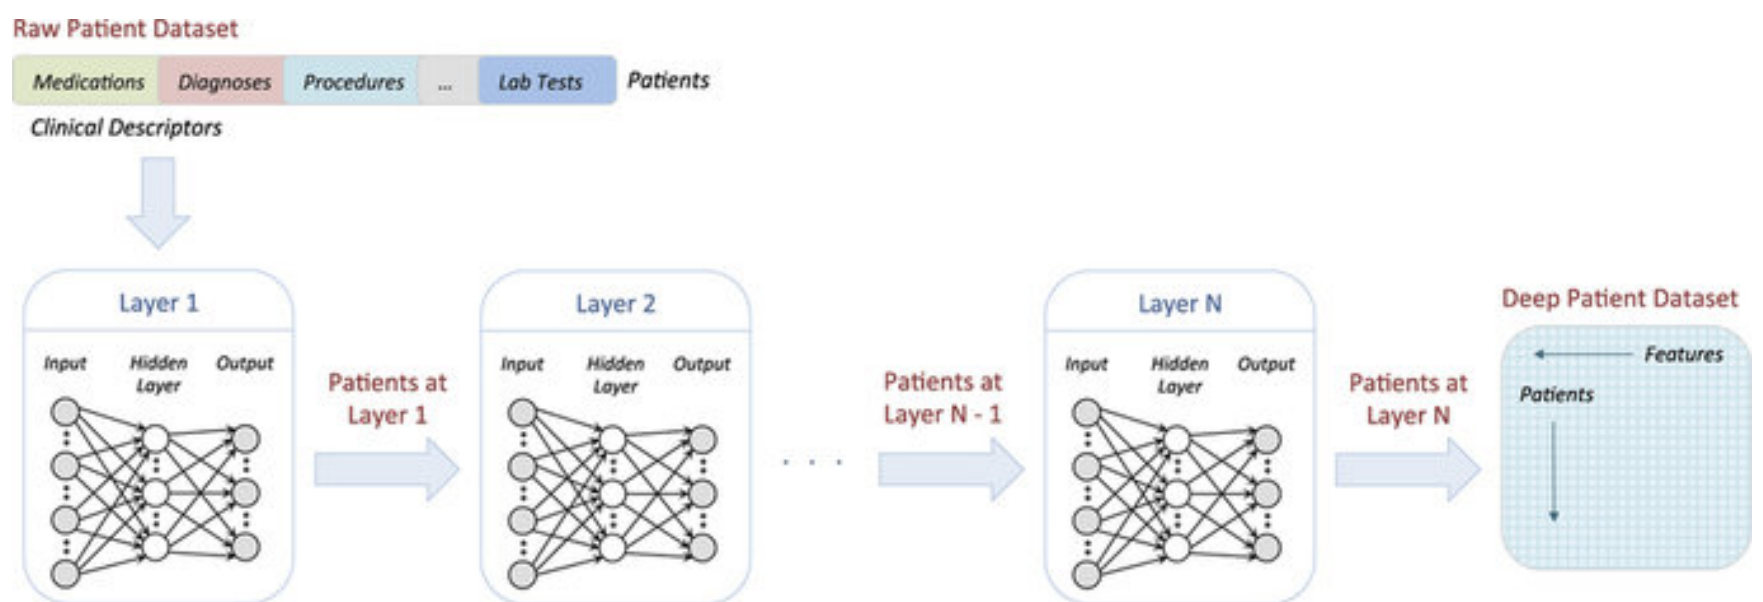 Raw Patient Dataset
Medications Diagnoses Procedures ... Lab Tests Patients
Clinical Descriptors
Layer 1
Input Hidden Layer Output
Patients at
Layer 1
Layer 2
Input Hidden Layer Output
. . .
Patients at
Layer N - 1
Layer N
Input Hidden Layer Output
Patients at
Layer N
Deep Patient Dataset
Features
Patients